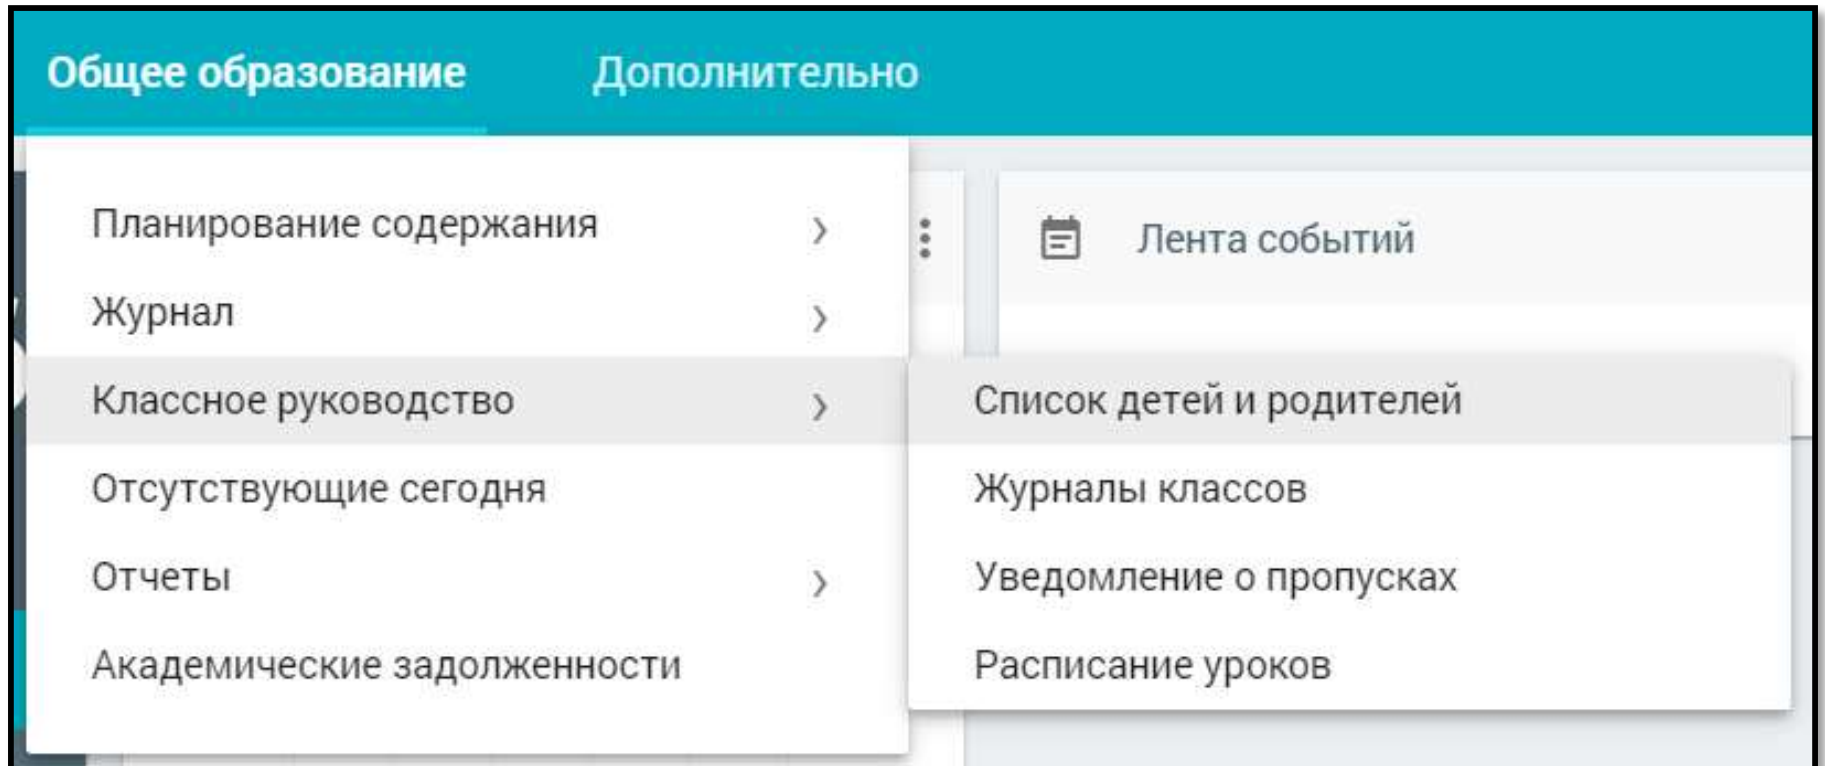 Общее образование Дополнительно
Планирование содержания
Лента событий
Журнал
Классное руководство
Список детей и родителей
Отсутствующие сегодня
Журналы классов
Отчеты
Уведомление о пропусках
Академические задолженности
Расписание уроков